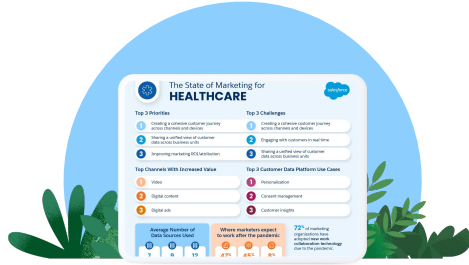 The State of Marketing for
HEALTHCARE
salesforce
Top 3 Priorities
1 Creating a cohesive customer journey
across channels and devices
2 Sharing a unified view of customer
data across business units
3 Improving marketing ROI/attribution
Top 3 Challenges
1 Creating a cohesive customer journey
across channels and devices
2 Engaging with customers in real time
3 Sharing a unified view of customer
data across business units
Top Channels With Increased Value
1 Video
2 Digital content
3 Digital ads
Top 3 Customer Data Platform Use Cases
1 Personalization
2 Consent management
3 Customer insights
Average Number of
Data Sources Used
Where marketers expect
to work after the pandemic
72% of marketing
organizations have
adopted new work
collaboration technology
due to the pandemic.